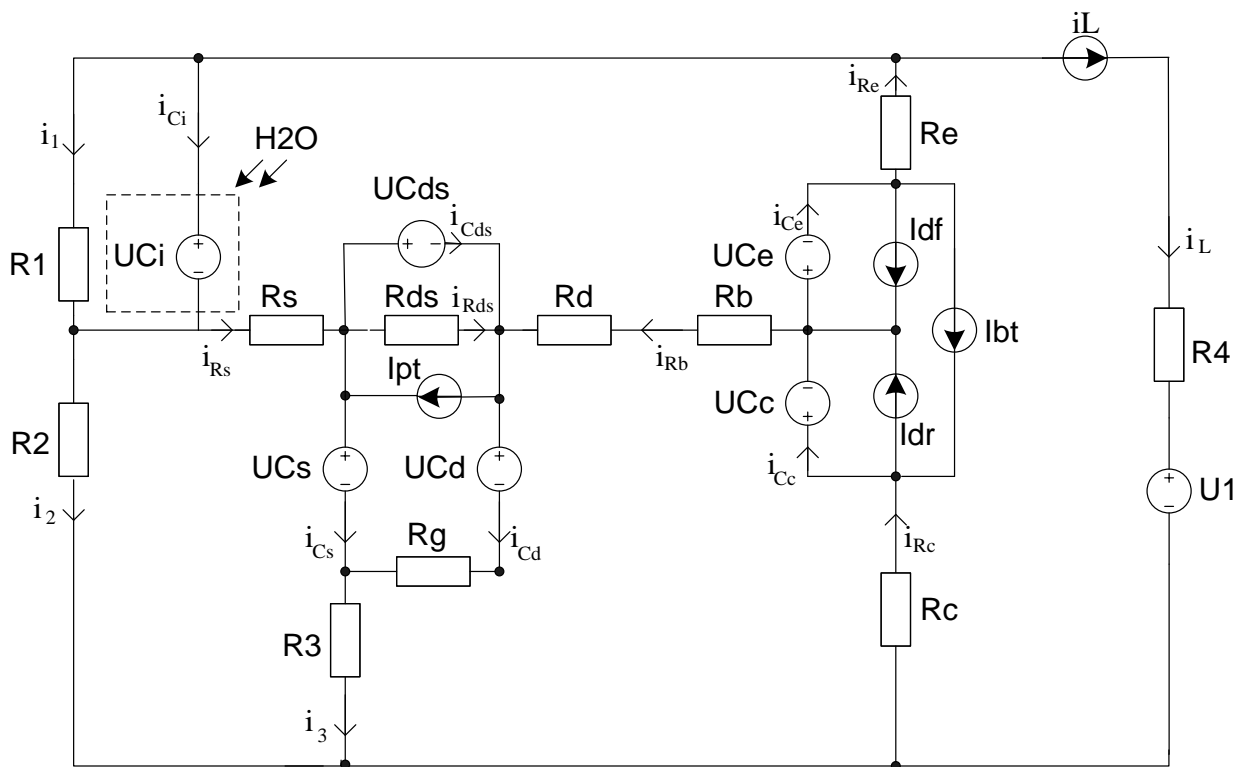 iL
i1
iCi
H2O
iRe
Re
UCds
iCds
iCe
Idf
R1
UCi
UCe
iL
Rs
Rds
iRds
Rd
Rb
Ibt
R4
iRs
Ipt
iRb
UCc
Idr
R2
UCs
UCd
iCc
U1
i2
iCs
Rg
iCd
iRc
R3
Rc
i3